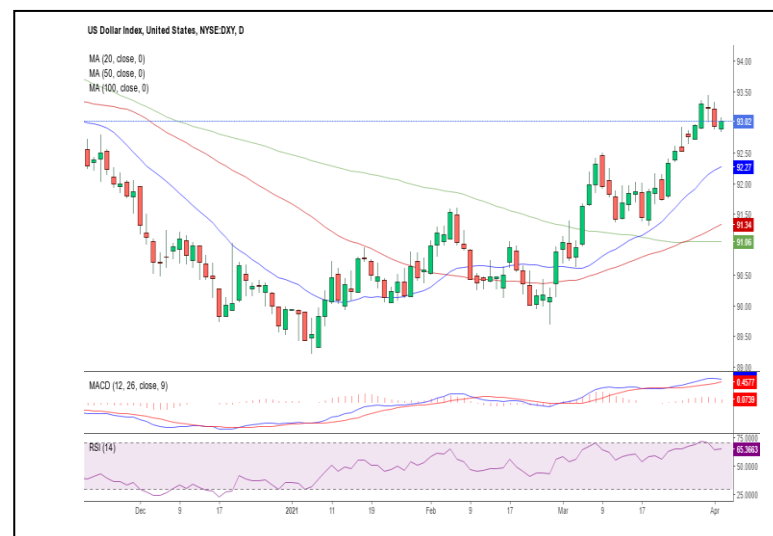 US Dollar Index, United States, NYSE:DXY, D
MA (20, close, 0)
MA (50, close, 0)
MA (100, close, 0)
94.00
93.50
93.02
92.50
92.27
92.00
91.50
91.34
91.06
90.50
90.00
89.50
89.00
MACD (12, 26, close, 9)
0.4577
0.0739
RSI (14)
75.0000
65.3663
50.0000
25.0000
Dec 9 17 2021 11 19 Feb 9 17 Mar 9 17 Apr